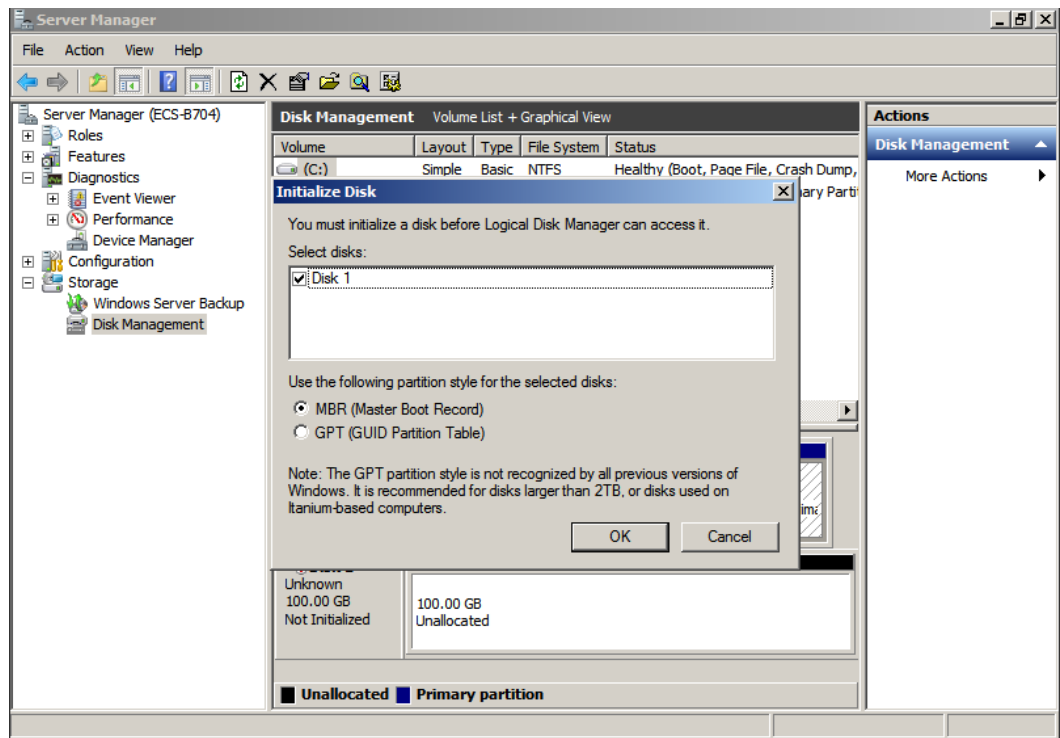 Server Manager
File Action View Help
Server Manager (ECS-B704)
Roles
Features
Diagnostics
Event Viewer
Performance
Device Manager
Configuration
Storage
Windows Server Backup
Disk Management
Disk Management Volume List + Graphical View
Volume Layout Type File System Status
(C:) Simple Basic NTFS Healthy (Boot, Page File, Crash Dump,
Initialize Disk
You must initialize a disk before Logical Disk Manager can access it.
Select disks:
Disk 1
Use the following partition style for the selected disks:
MBR (Master Boot Record)
GPT (GUID Partition Table)
Note: The GPT partition style is not recognized by all previous versions of
Windows. It is recommended for disks larger than 2TB, or disks used on
Itanium-based computers.
OK Cancel
Unknown
100.00 GB
Not Initialized
100.00 GB
Unallocated
Unallocated Primary partition
Actions
Disk Management
More Actions